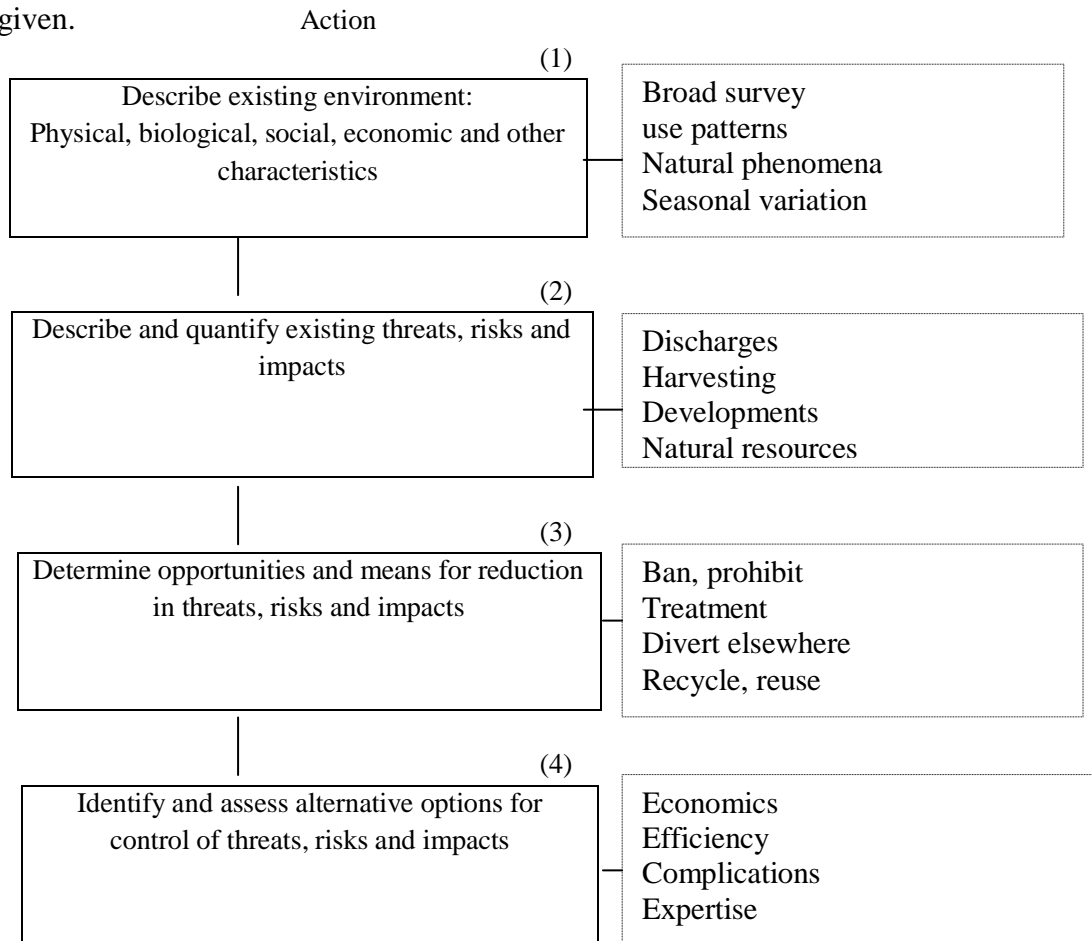 given.
Action
(1)
Describe existing environment:
Physical, biological, social, economic and other
characteristics
Broad survey
use patterns
Natural phenomena
Seasonal variation
(2)
Describe and quantify existing threats, risks and
impacts
Discharges
Harvesting
Developments
Natural resources
(3)
Determine opportunities and means for reduction
in threats, risks and impacts
Ban, prohibit
Treatment
Divert elsewhere
Recycle, reuse
(4)
Identify and assess alternative options for
control of threats, risks and impacts
Economics
Efficiency
Complications
Expertise